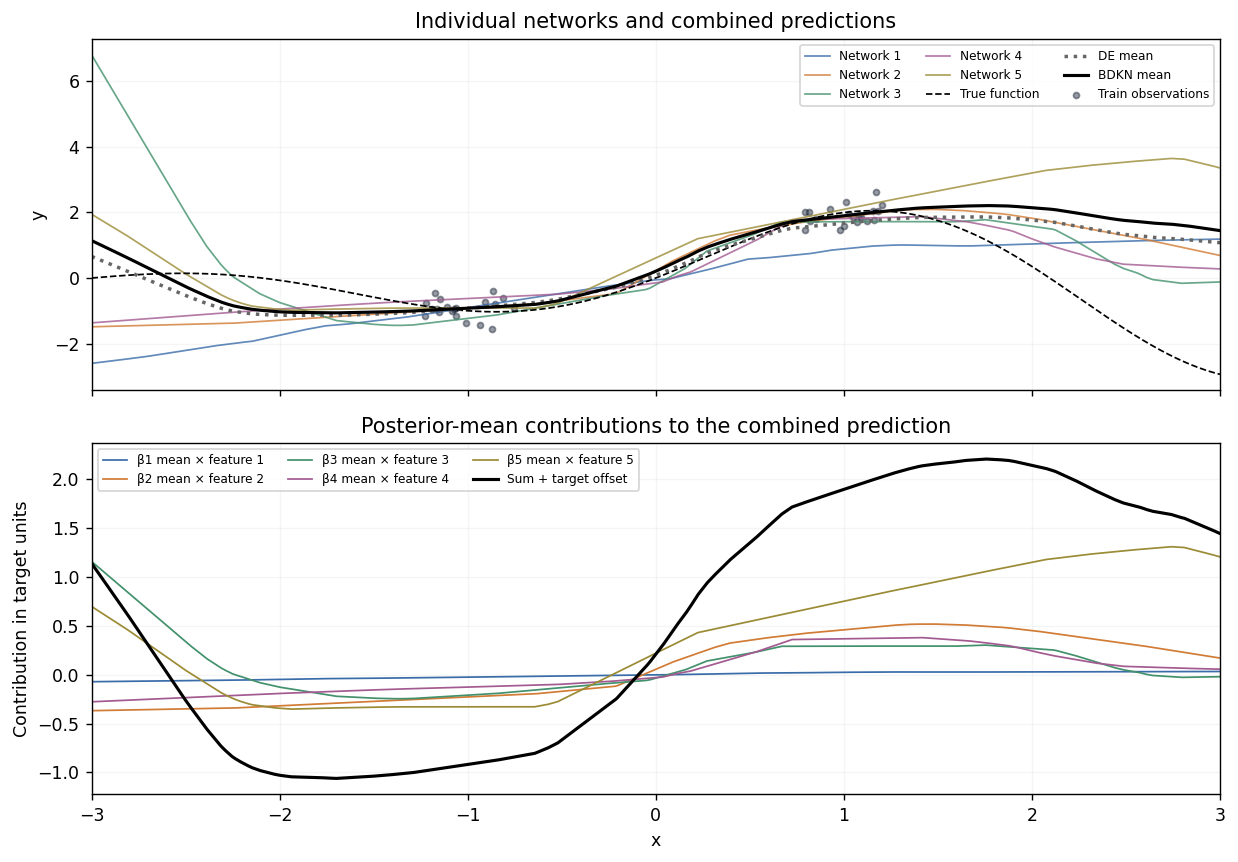 Individual networks and combined predictions
Network 1 Network 4 DE mean
Network 2 Network 5 BDKN mean
Network 3 True function Train observations
y
6
4
2
0
−2
Posterior-mean contributions to the combined prediction
β1 mean × feature 1 β3 mean × feature 3 β5 mean × feature 5
β2 mean × feature 2 β4 mean × feature 4 Sum + target offset
Contribution in target units
2.0
1.5
1.0
0.5
0.0
−0.5
−1.0
−3 −2 −1 0 1 2 3
x